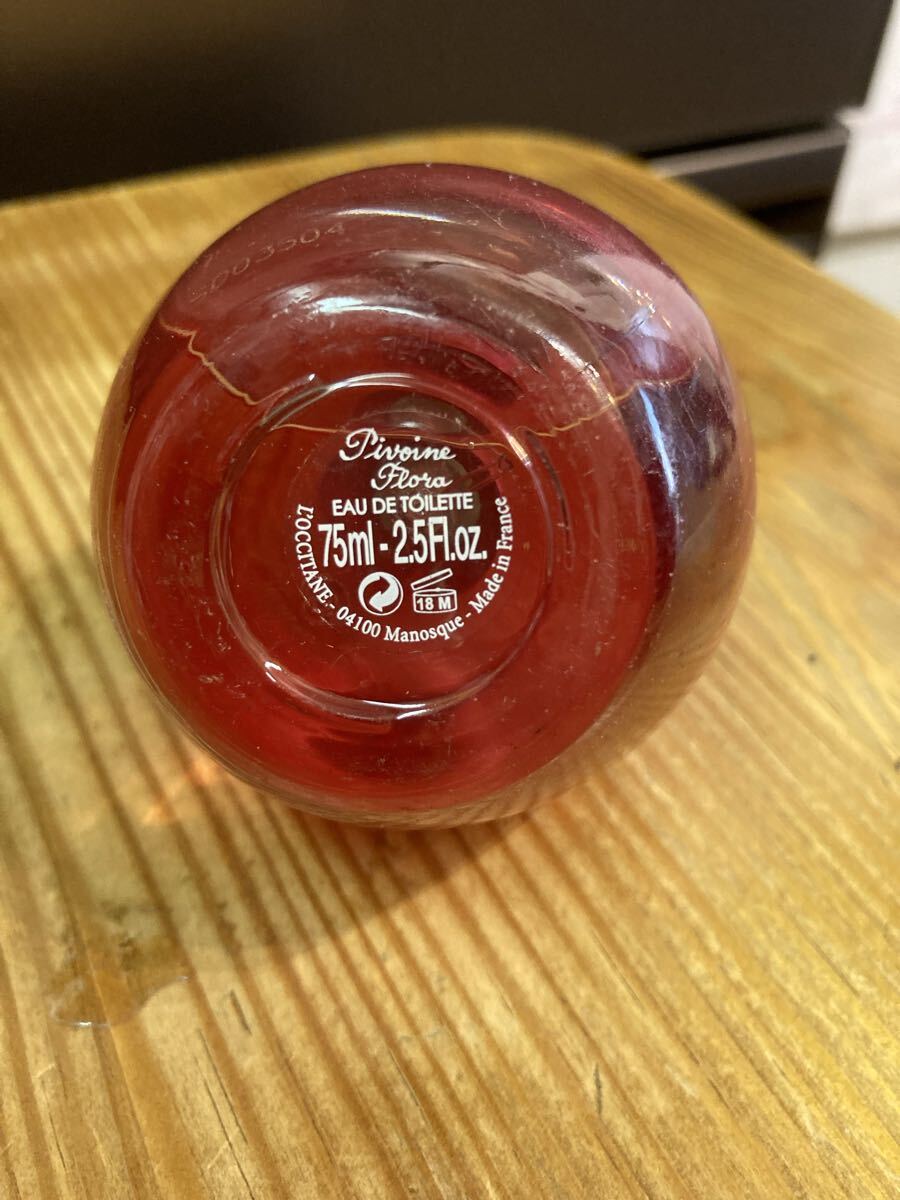 Pivoine
Flora
EAU DE TOILETTE
75ml - 2.5Fl.oz.
18 M
L'OCCITANE - 04100 Manosque - Made in France